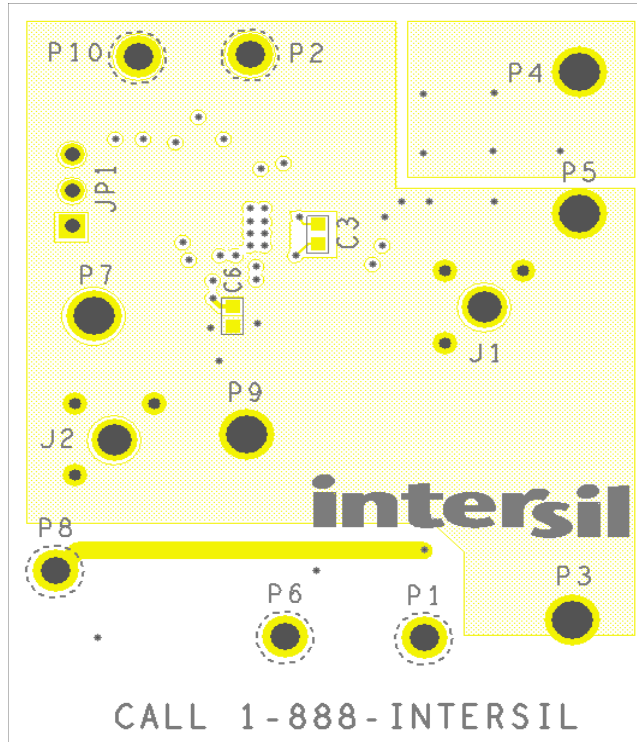 P10
P2
P4
JP1
P5
C3
C6
P7
J1
P9
J2
intersil
P8
P6
P1
P3
CALL 1-888-INTERSIL